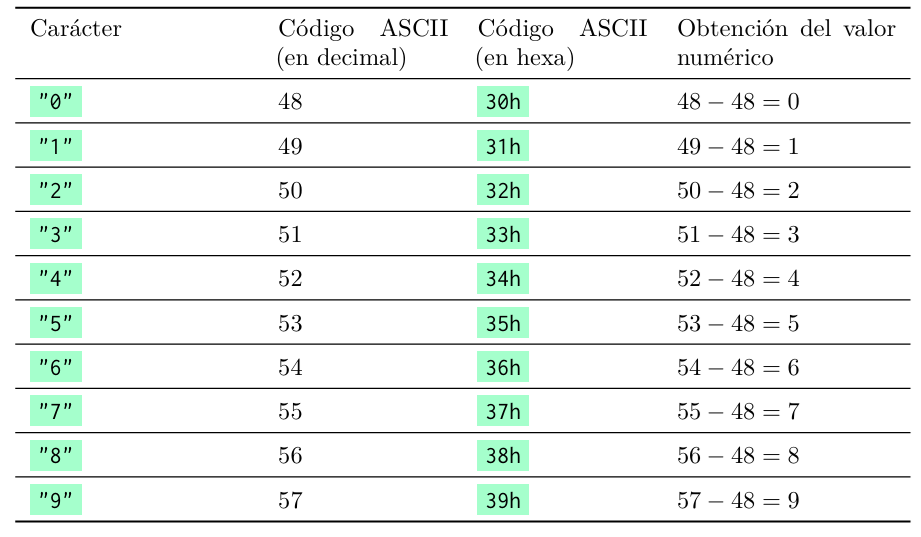 Carácter Código ASCII Código ASCII Obtención del valor
(en decimal) (en hexa) numérico
"0" 48 30h 48 − 48 = 0
"1" 49 31h 49 − 48 = 1
"2" 50 32h 50 − 48 = 2
"3" 51 33h 51 − 48 = 3
"4" 52 34h 52 − 48 = 4
"5" 53 35h 53 − 48 = 5
"6" 54 36h 54 − 48 = 6
"7" 55 37h 55 − 48 = 7
"8" 56 38h 56 − 48 = 8
"9" 57 39h 57 − 48 = 9